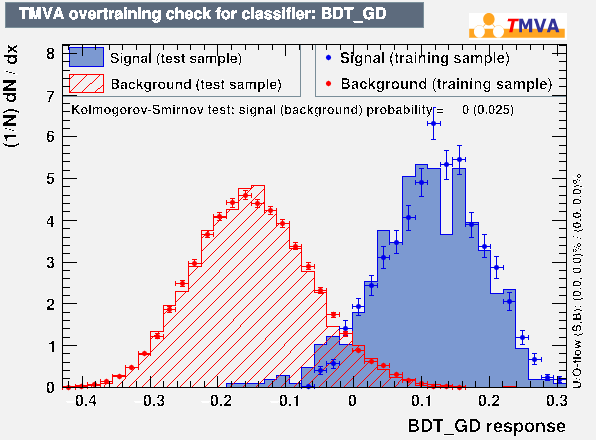 TMVA overtraining check for classifier: BDT_GD
TMVA
Signal (test sample)
Background (test sample)
Signal (training sample)
Background (training sample)
Kolmogorov-Smirnov test: signal (background) probability = 0 (0.025)
(1/N) dN / dx
8
7
6
5
4
3
2
1
0
-0.4 -0.3 -0.2 -0.1 0 0.1 0.2 0.3
BDT_GD response
U/O-flow (S,B): (0.0, 0.0)% / (0.0, 0.0)%